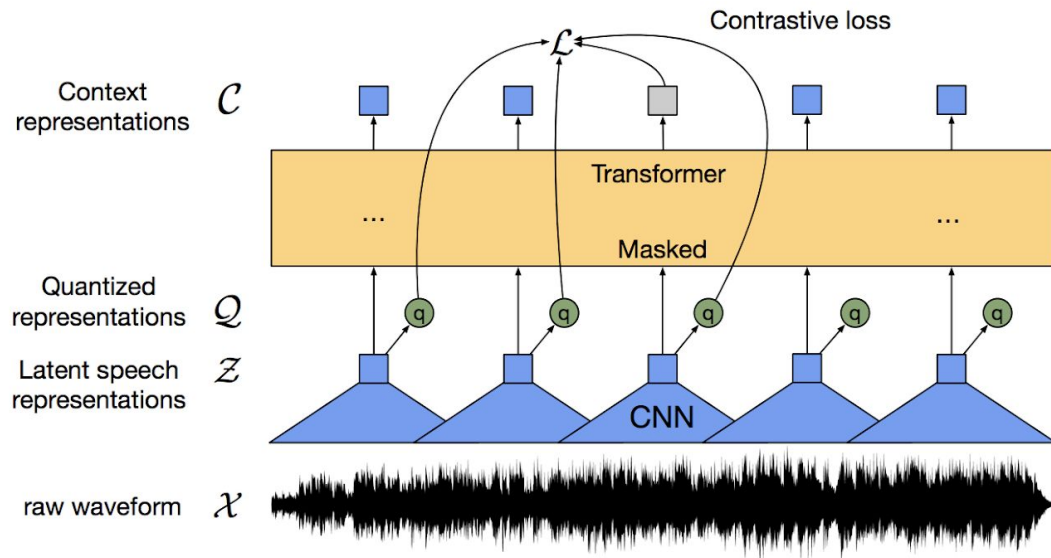 Contrastive loss
ℒ
Context
representations
𝒞
Transformer
...
...
Masked
Quantized
representations
𝒬
q
q
q
q
q
Latent speech
representations
𝒵
CNN
raw waveform
𝒳